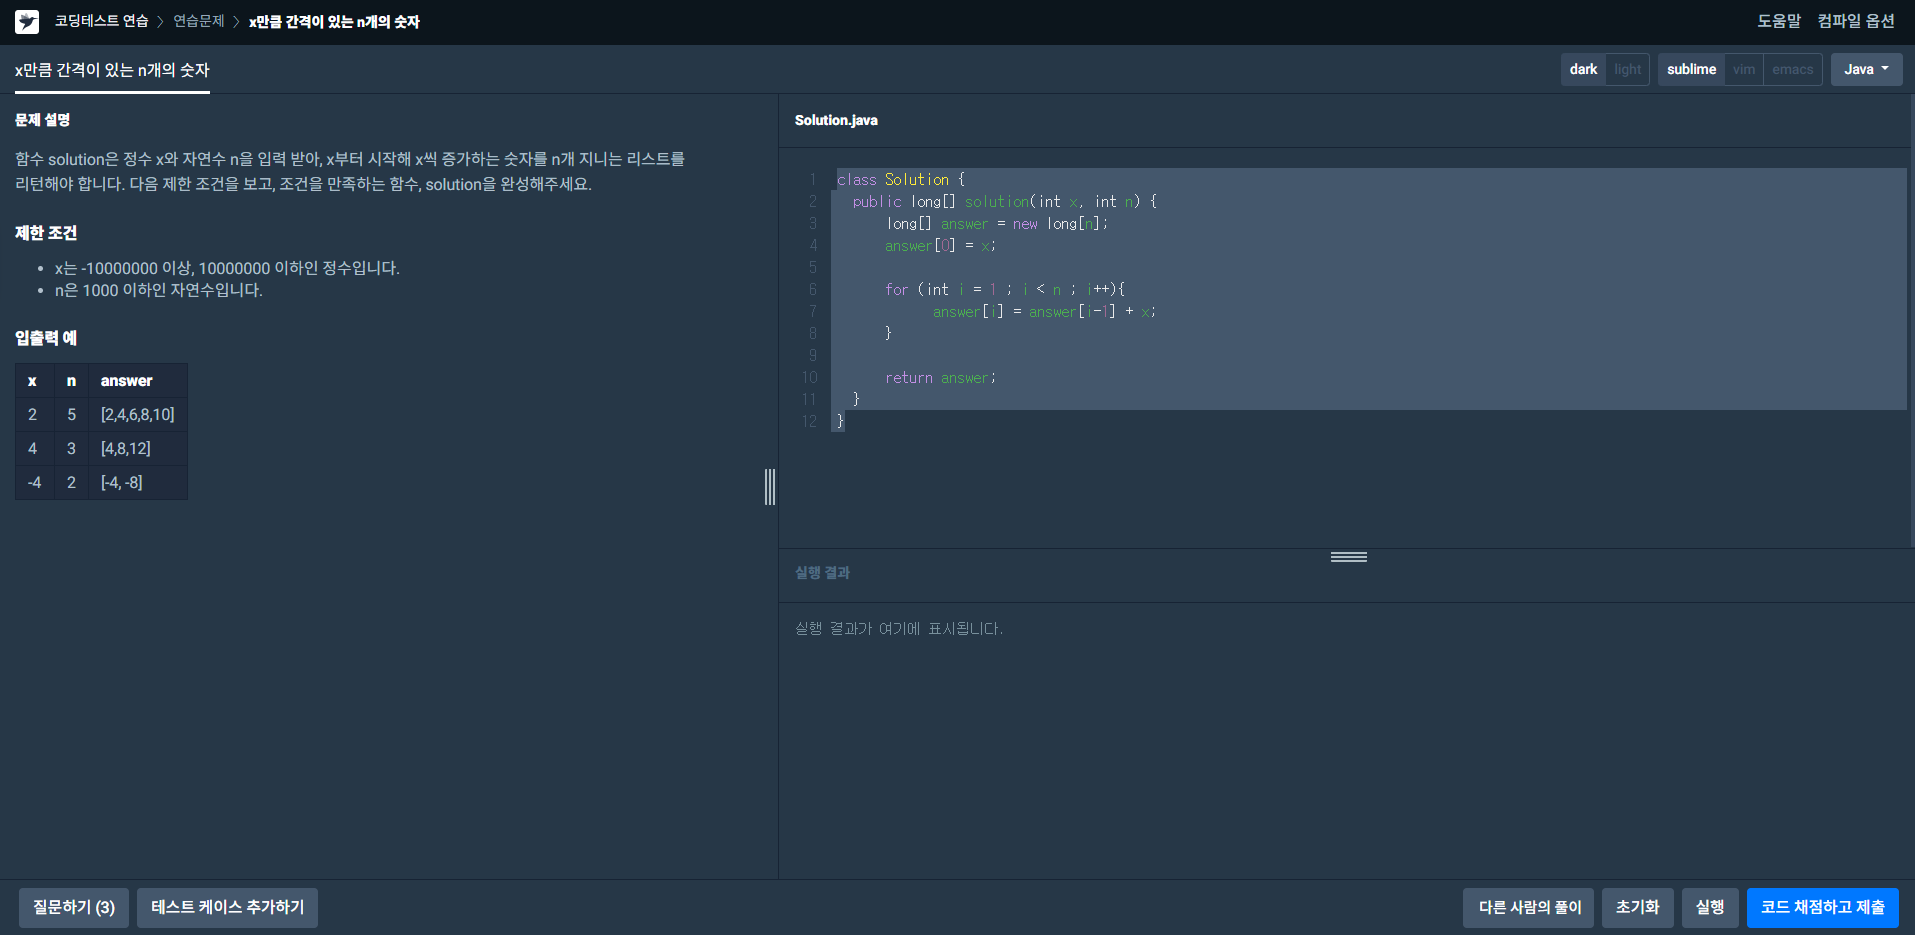 코딩테스트 연습 > 연습문제 > x만큼 간격이 있는 n개의 숫자
도움말 컴파일 옵션
x만큼 간격이 있는 n개의 숫자
dark light sublime vim emacs Java
문제 설명
함수 solution은 정수 x와 자연수 n을 입력 받아, x부터 시작해 x씩 증가하는 숫자를 n개 지니는 리스트를
리턴해야 합니다. 다음 제한 조건을 보고, 조건을 만족하는 함수, solution을 완성해주세요.
제한 조건
• x는 -10000000 이상, 10000000 이하인 정수입니다.
• n은 1000 이하인 자연수입니다.
입출력 예
x n answer
2 5 [2,4,6,8,10]
4 3 [4,8,12]
-4 2 [-4, -8]
Solution.java
1 class Solution {
2 public long[] solution(int x, int n) {
3 long[] answer = new long[n];
4 answer[0] = x;
5
6 for (int i = 1 ; i < n ; i++){
7 answer[i] = answer[i-1] + x;
8 }
9
10 return answer;
11 }
12 }
실행 결과
실행 결과가 여기에 표시됩니다.
질문하기 (3) 테스트 케이스 추가하기
다른 사람의 풀이 초기화 실행 코드 채점하고 제출